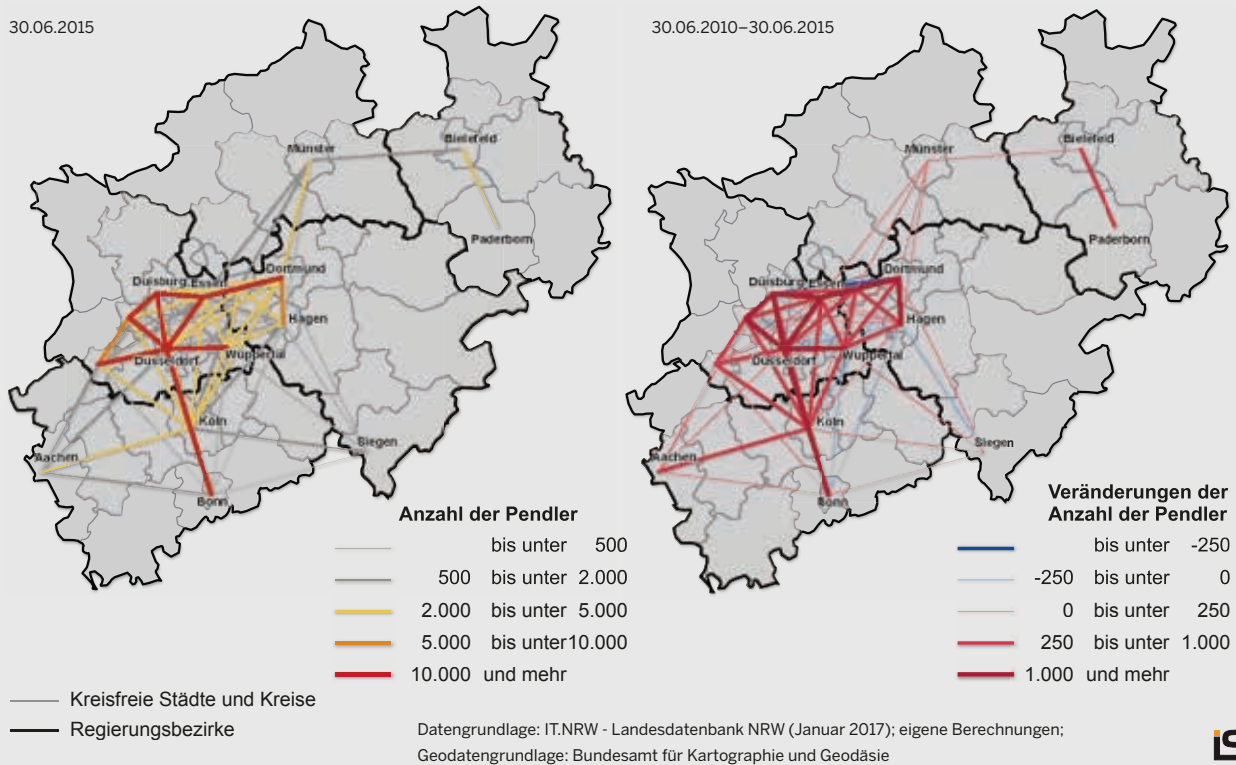 30.06.2015
Münster
Bielefeld
Paderborn
Duisburg
Essen
Dortmund
Hagen
Düsseldorf
Wuppertal
Köln
Siegen
Aachen
Bonn
Anzahl der Pendler
bis unter 500
500 bis unter 2.000
2.000 bis unter 5.000
5.000 bis unter 10.000
10.000 und mehr
30.06.2010–30.06.2015
Münster
Bielefeld
Paderborn
Duisburg
Essen
Dortmund
Hagen
Düsseldorf
Wuppertal
Köln
Siegen
Aachen
Bonn
Veränderungen der
Anzahl der Pendler
bis unter -250
-250 bis unter 0
0 bis unter 250
250 bis unter 1.000
1.000 und mehr
Kreisfreie Städte und Kreise
Regierungsbezirke
Datengrundlage: IT.NRW - Landesdatenbank NRW (Januar 2017); eigene Berechnungen;
Geodatengrundlage: Bundesamt für Kartographie und Geodäsie